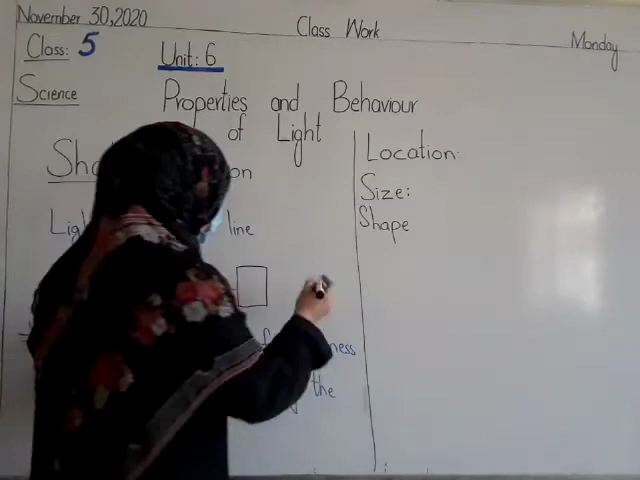 November 30,2020
Class Work
Monday
Class: 5
Unit: 6
Science
Properties and Behaviour
of Light
Location:
Size:
Shape
line
the